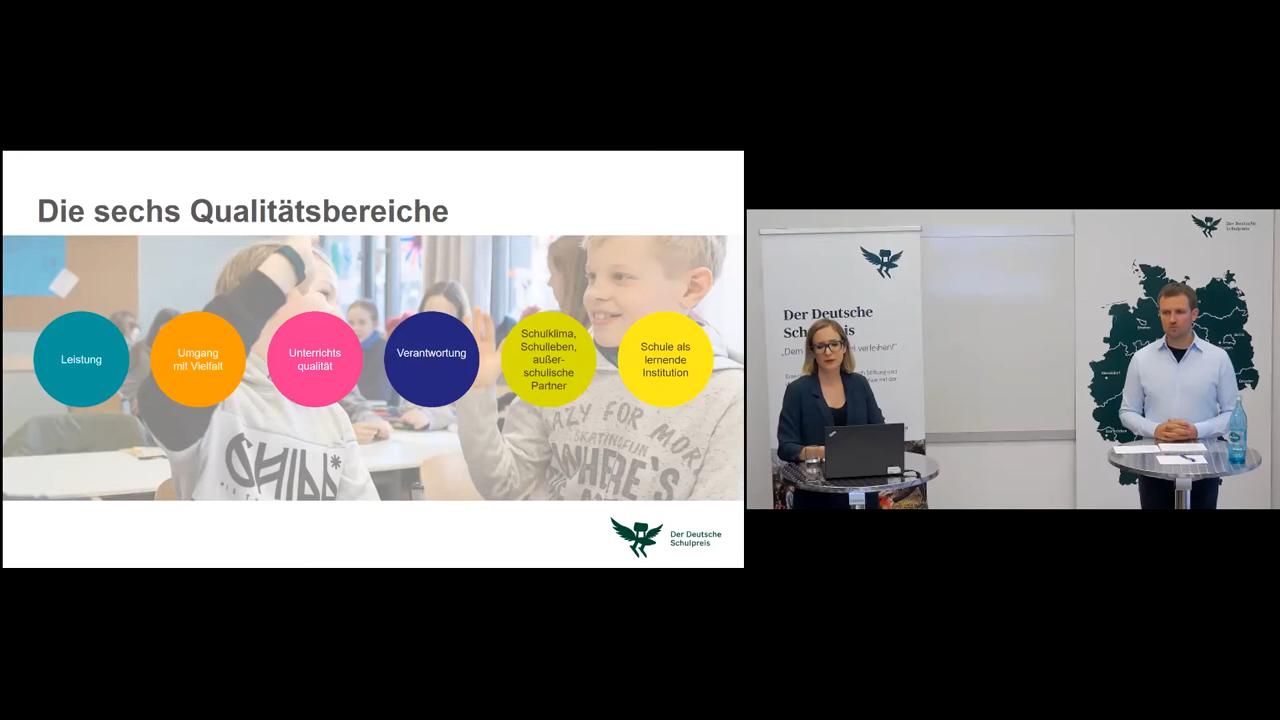 Die sechs Qualitätsbereiche
Leistung
Umgang
mit Vielfalt
Unterrichts
qualität
Verantwortung
Schulklima,
Schulleben,
außer-
schulische
Partner
Schule als
lernende
Institution
Der Deutsche
Schulpreis
Der Deutsche
verleihen!"
Der Deutsche
Schulpreis